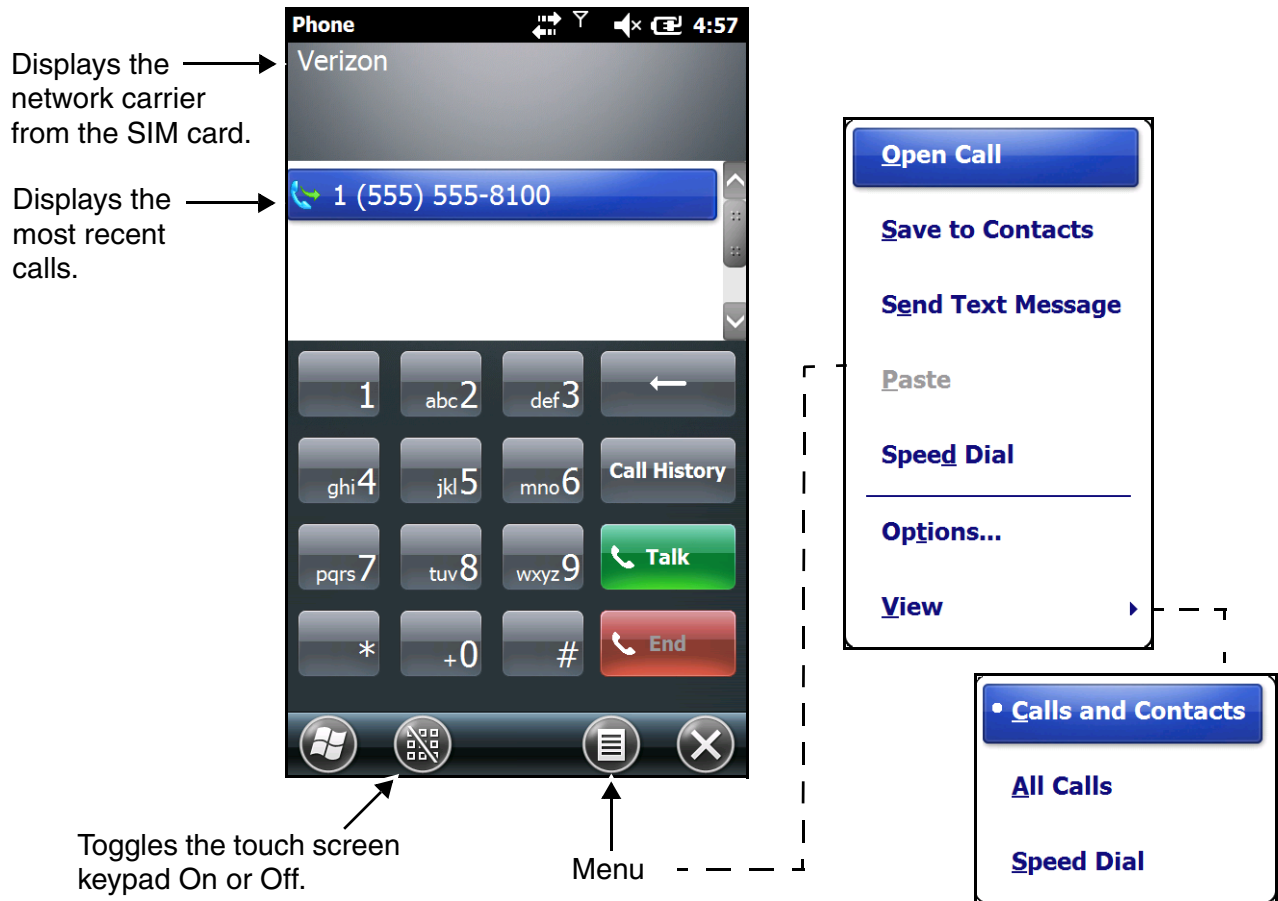 Phone 4:57
Verizon
Displays the
network carrier
from the SIM card.
1 (555) 555-8100
Displays the
most recent
calls.
1 abc2 def3 ←
ghi4 jkl5 mno6 Call History
pqrs7 tuv8 wxyz9 Talk
* +0 # End
Toggles the touch screen
keypad On or Off.
Menu
Open Call
Save to Contacts
Send Text Message
Paste
Speed Dial
Options...
View
Calls and Contacts
All Calls
Speed Dial